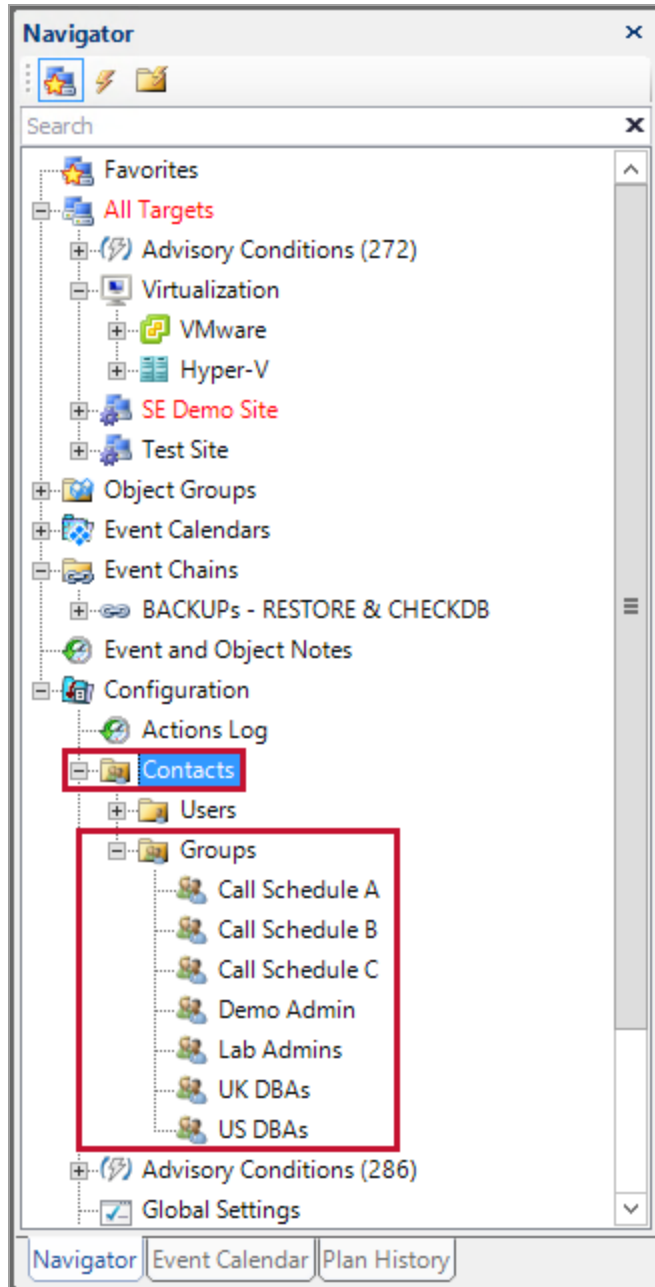 Navigator
Search
Favorites
All Targets
Advisory Conditions (272)
Virtualization
VMware
Hyper-V
SE Demo Site
Test Site
Object Groups
Event Calendars
Event Chains
BACKUPs - RESTORE & CHECKDB
Event and Object Notes
Configuration
Actions Log
Contacts
Users
Groups
Call Schedule A
Call Schedule B
Call Schedule C
Demo Admin
Lab Admins
UK DBAs
US DBAs
Advisory Conditions (286)
Global Settings
Navigator Event Calendar Plan History